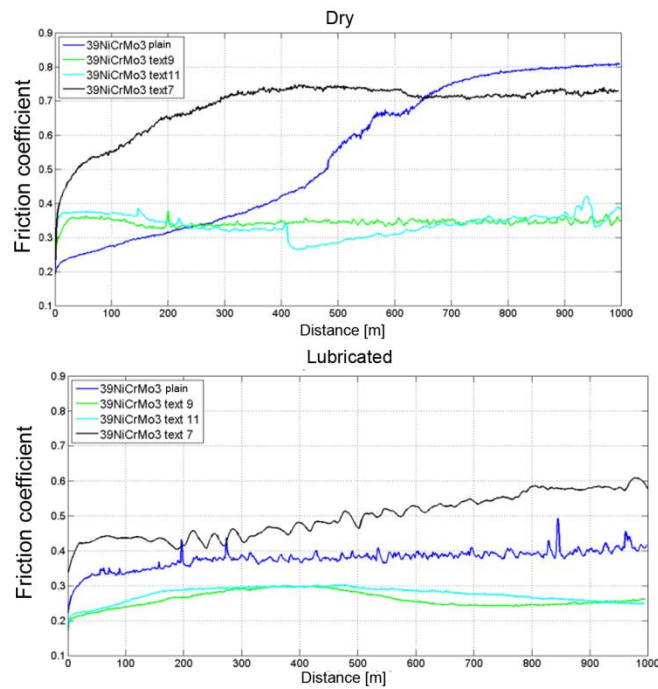 Dry
0.9
39NiCrMo3 plain
39NiCrMo3 text9
0.8
39NiCrMo3 text11
39NiCrMo3 text7
0.7
0.6
0.5
0.4
0.3
0.2
0.1
Friction coefficient
0 100 200 300 400 500 600 700 800 900 1000
Distance [m]
Lubricated
0.9
39NiCrMo3 plain
39NiCrMo3 text 9
0.8
39NiCrMo3 text 11
39NiCrMo3 text 7
0.7
0.6
0.5
0.4
0.3
0.2
0.1
Friction coefficient
0 100 200 300 400 500 600 700 800 900 1000
Distance [m]